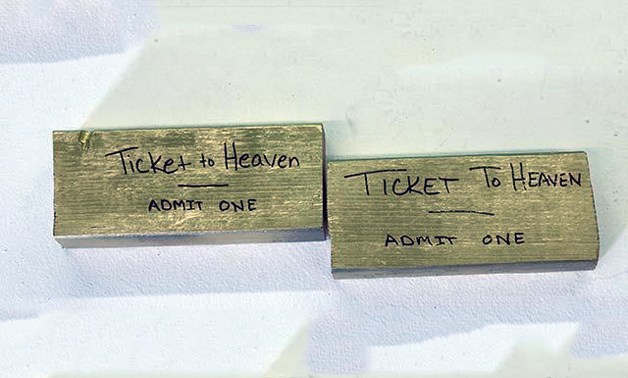 Ticket to Heaven
ADMIT ONE
TICKET TO HEAVEN
ADMIT ONE